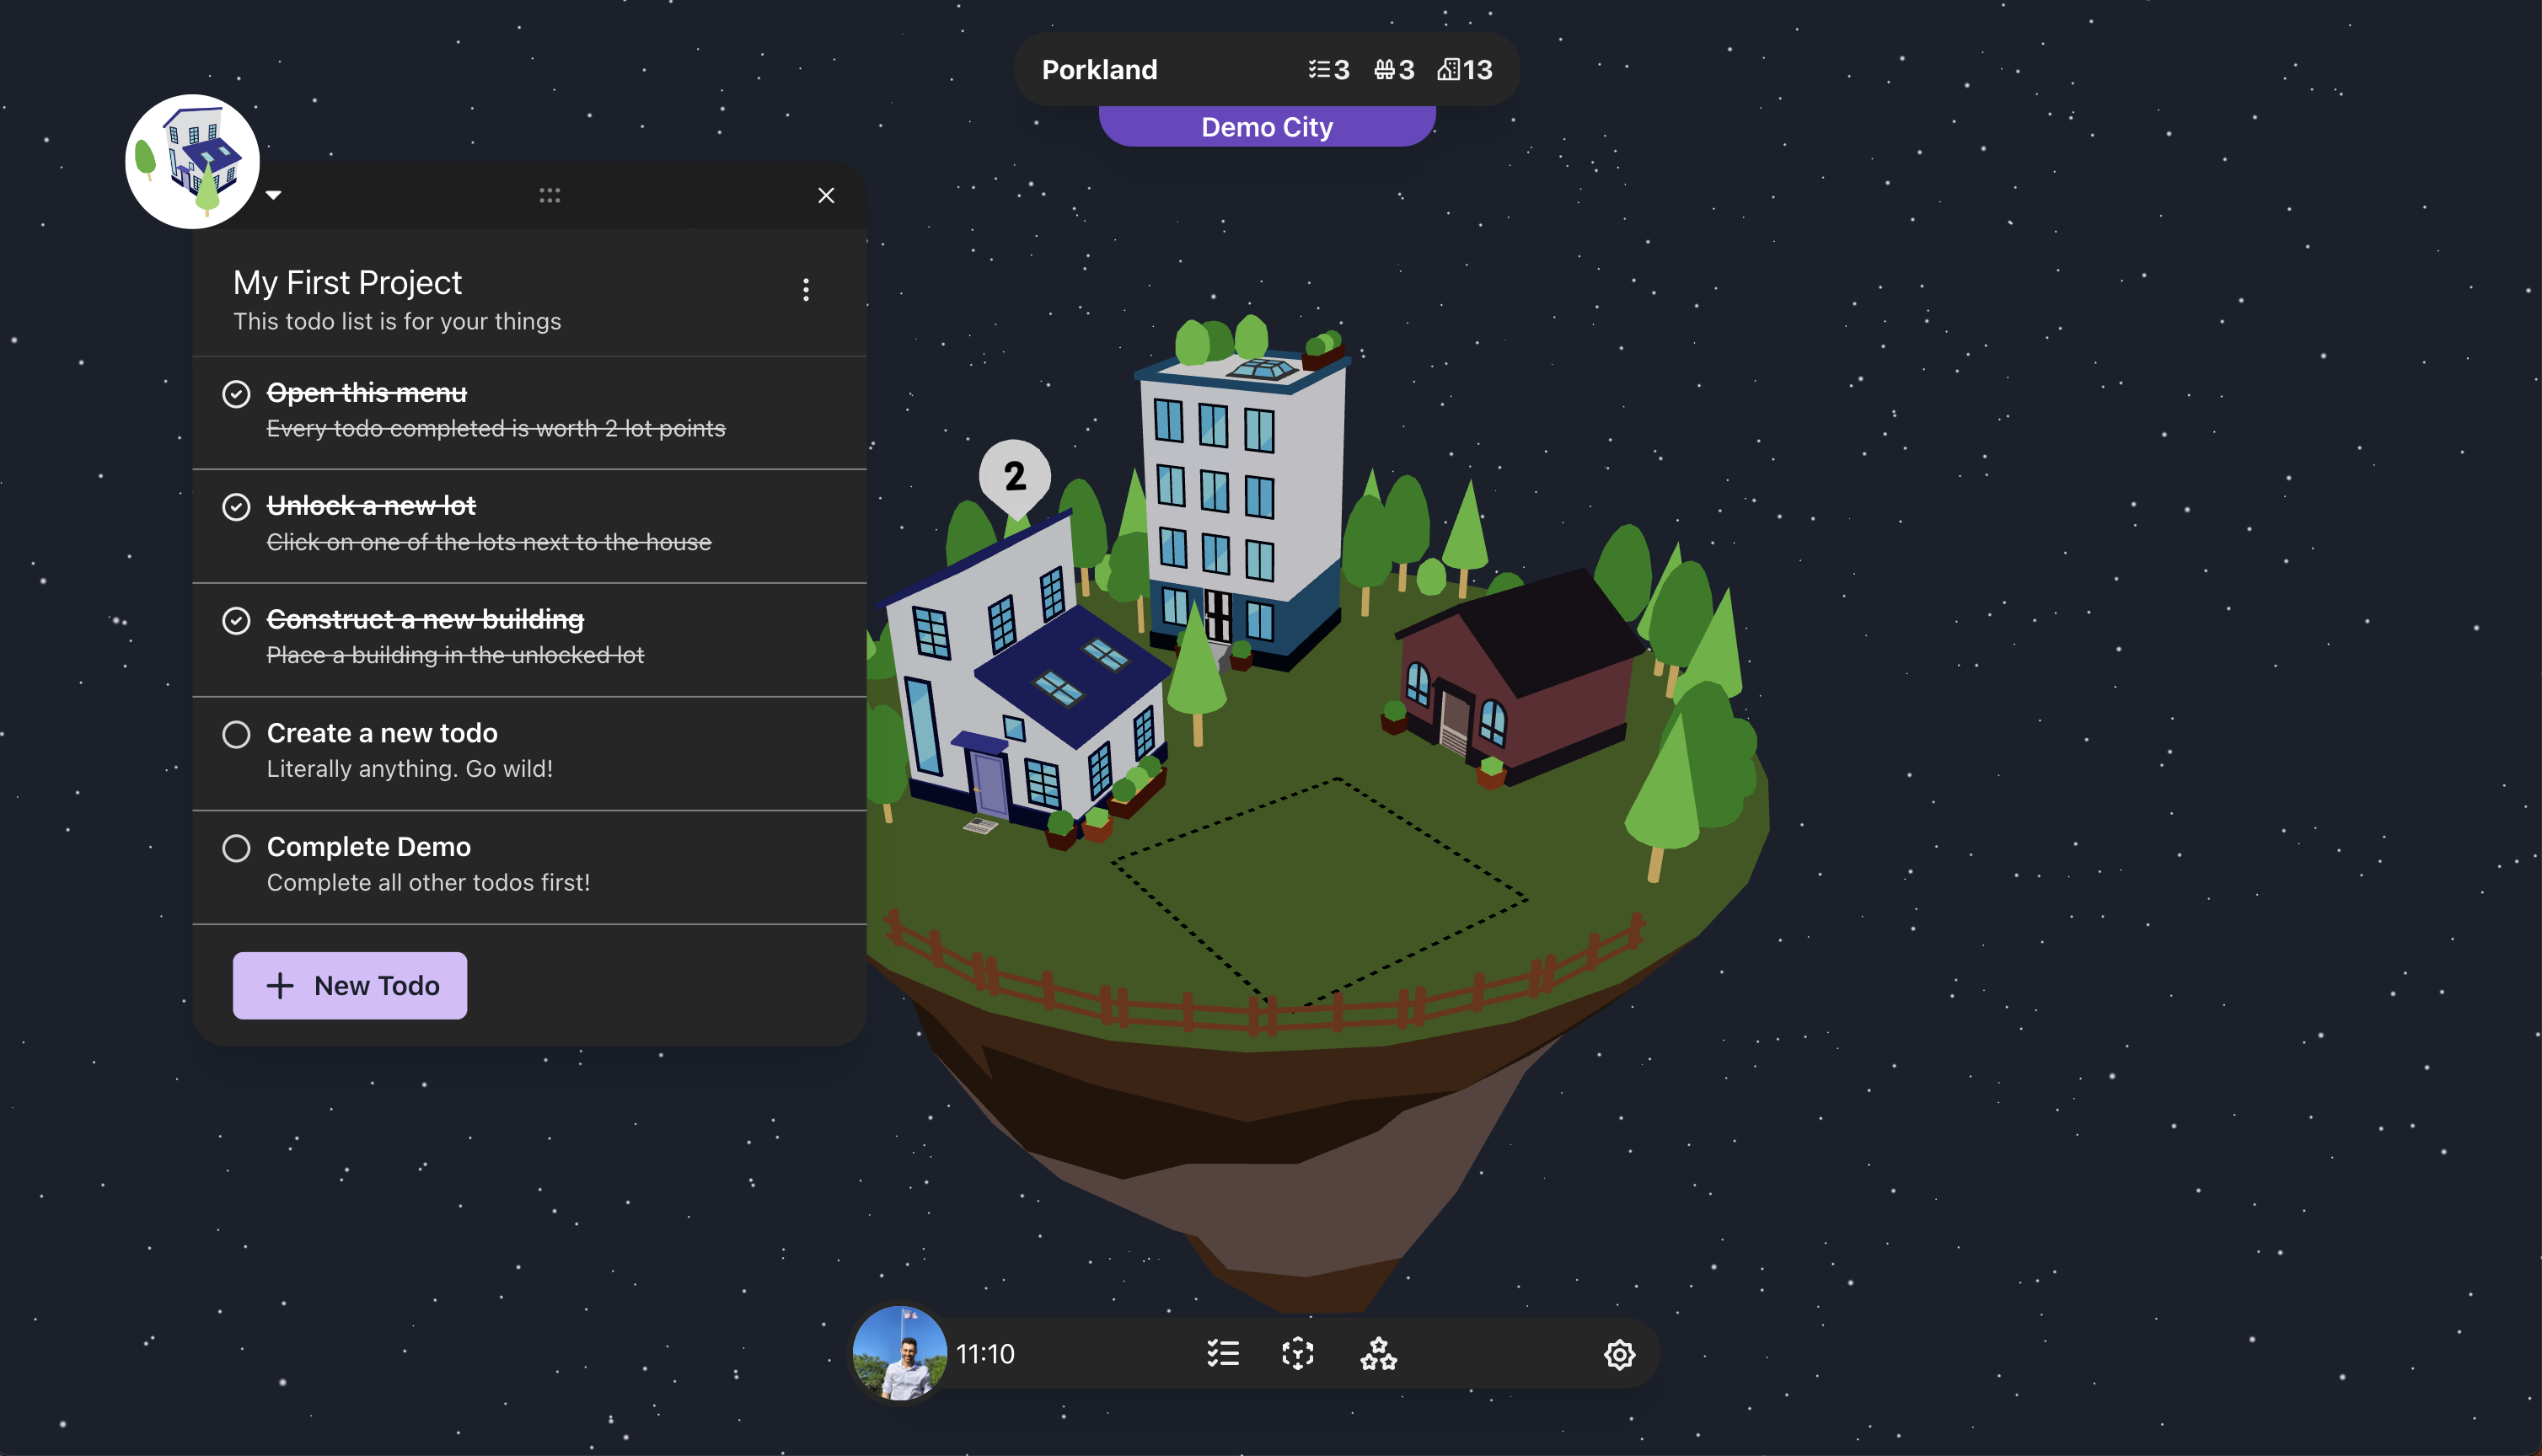 Porkland 3 3 13
Demo City
My First Project
This todo list is for your things
Open this menu
Every todo completed is worth 2 lot points
Unlock a new lot
Click on one of the lots next to the house
Construct a new building
Place a building in the unlocked lot
Create a new todo
Literally anything. Go wild!
Complete Demo
Complete all other todos first!
New Todo
2
11:10